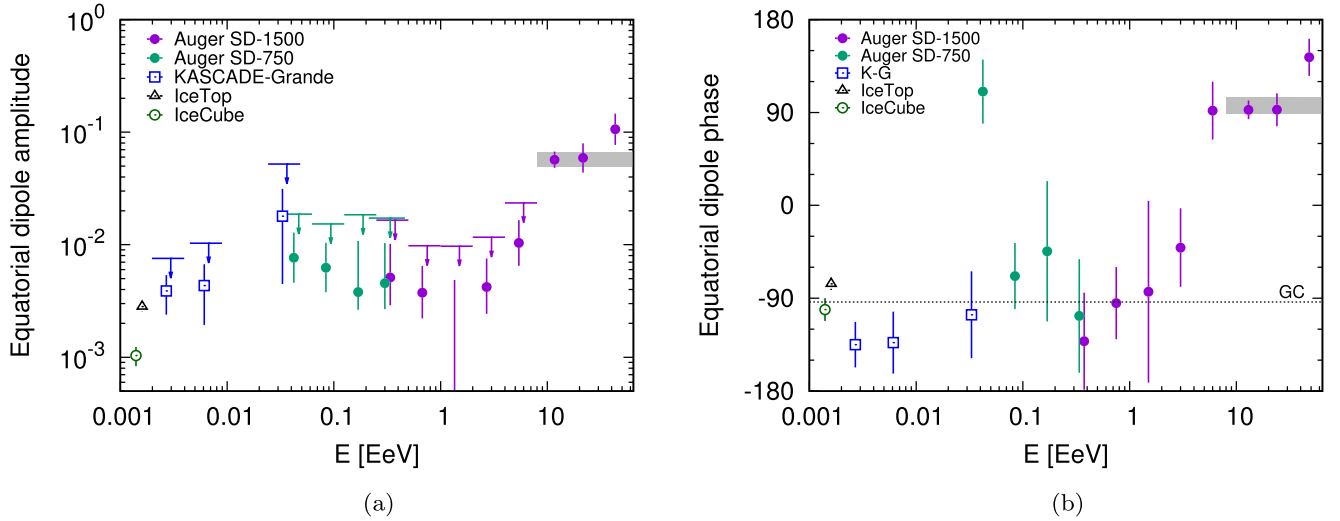 10^0
10^-1
10^-2
10^-3
Equatorial dipole amplitude
Auger SD-1500
Auger SD-750
KASCADE-Grande
IceTop
IceCube
0.001 0.01 0.1 1 10
E [EeV]
(a)
180
90
0
-90
-180
Equatorial dipole phase
Auger SD-1500
Auger SD-750
K-G
IceTop
IceCube
GC
0.001 0.01 0.1 1 10
E [EeV]
(b)